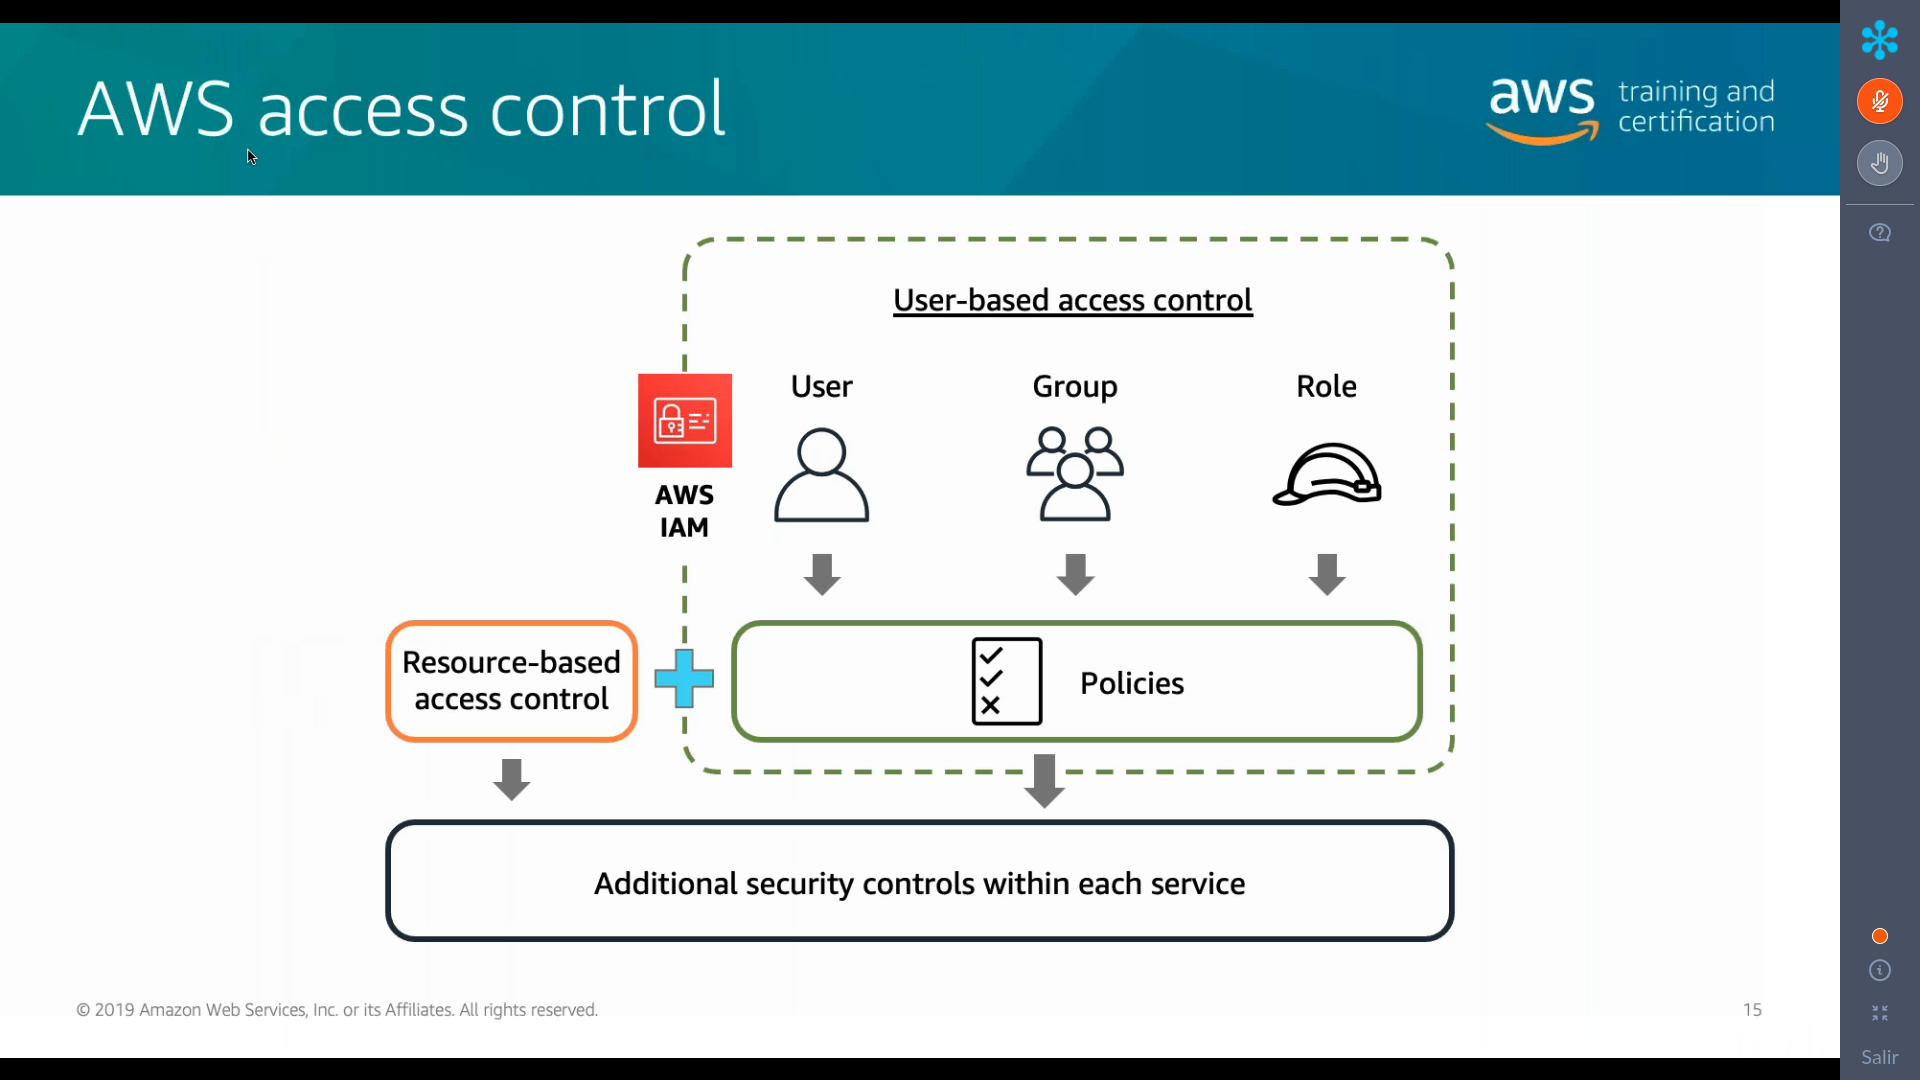 AWS access control
aws
training and
certification
User-based access control
User
Group
Role
AWS
IAM
Resource-based
access control
Policies
Additional security controls within each service
© 2019 Amazon Web Services, Inc. or its Affiliates. All rights reserved.
15
Salir